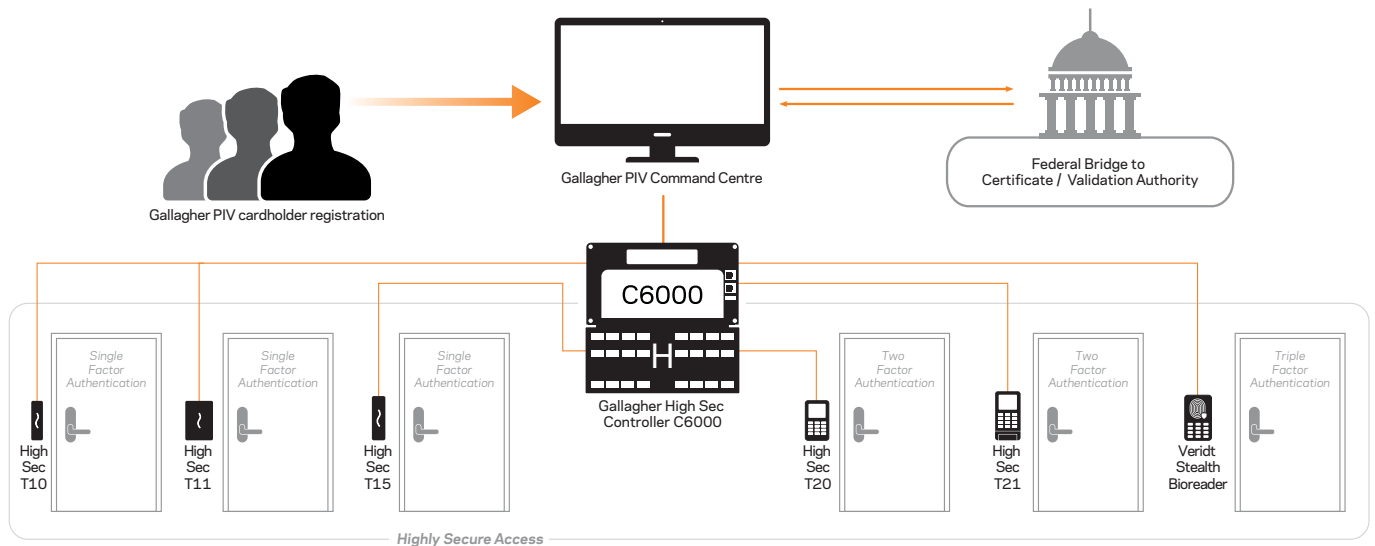 Gallagher PIV cardholder registration
Gallagher PIV Command Centre
Federal Bridge to
Certificate / Validation Authority
C6000
H
Gallagher High Sec
Controller C6000
Single
Factor
Authentication
High
Sec
T10
Single
Factor
Authentication
High
Sec
T11
Single
Factor
Authentication
High
Sec
T15
Two
Factor
Authentication
High
Sec
T20
Two
Factor
Authentication
High
Sec
T21
Triple
Factor
Authentication
Veridt
Stealth
Bioreader
Highly Secure Access